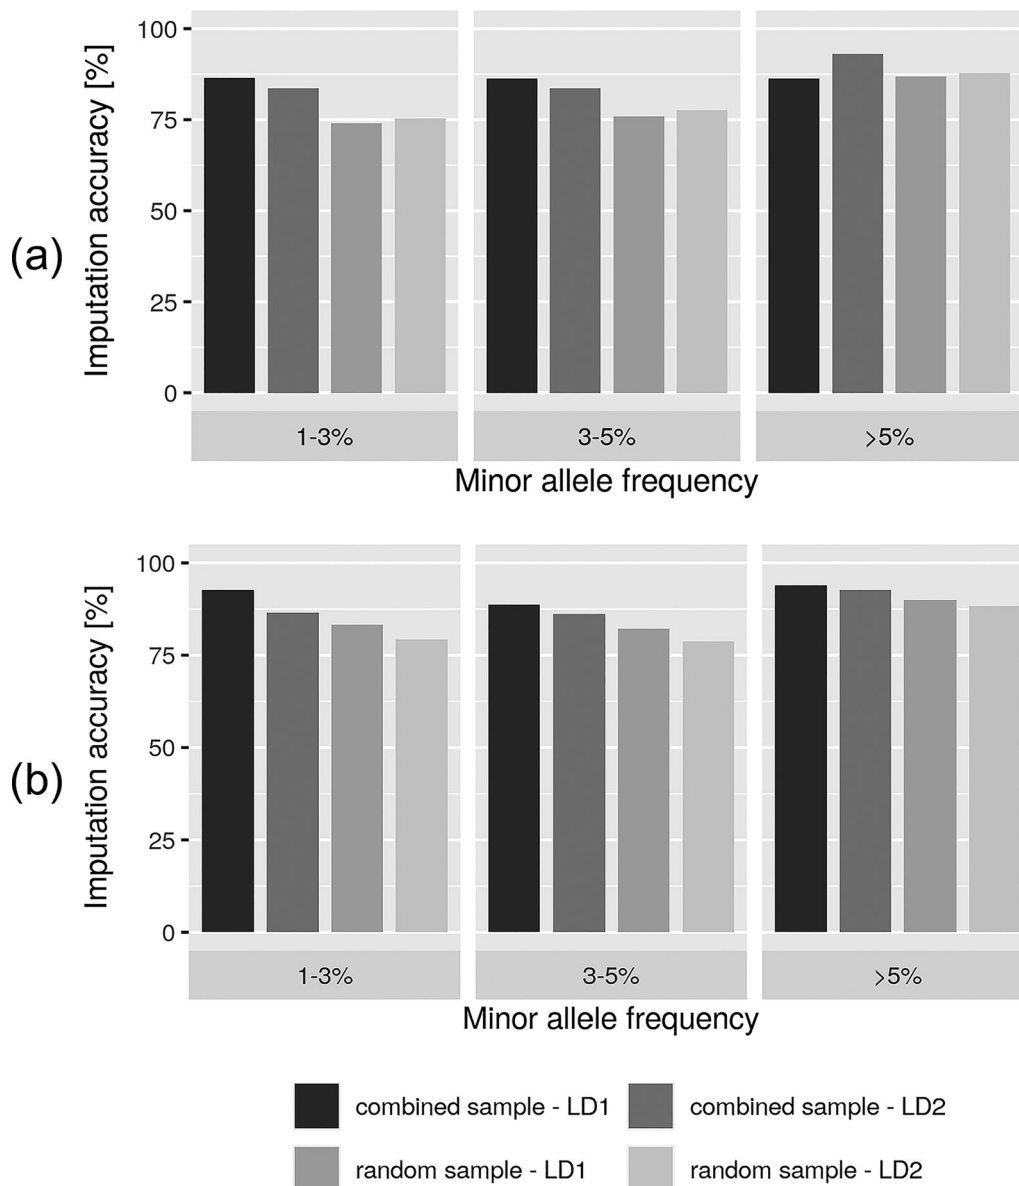 (a)
Imputation accuracy [%]
100
75
50
25
0
1-3%
3-5%
>5%
Minor allele frequency
(b)
Imputation accuracy [%]
100
75
50
25
0
1-3%
3-5%
>5%
Minor allele frequency
combined sample - LD1
combined sample - LD2
random sample - LD1
random sample - LD2